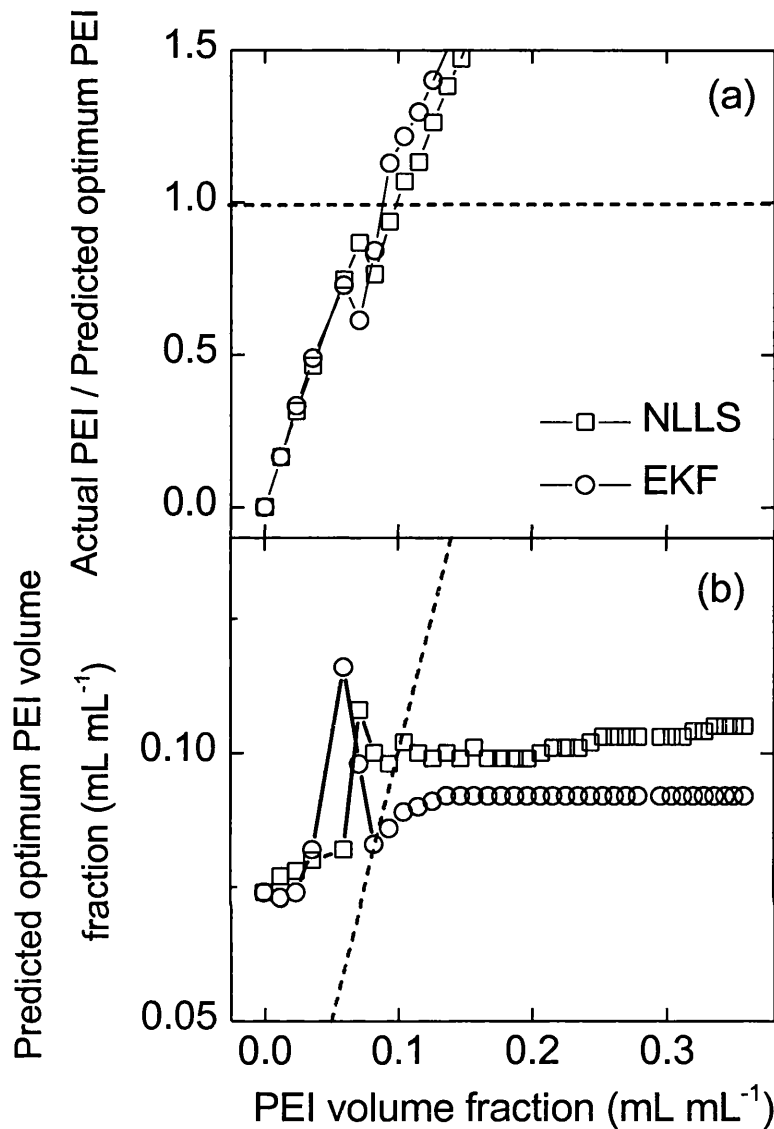 Actual PEI / Predicted optimum PEI
1.5
1.0
0.5
0.0
(a)
NLLS
EKF
Predicted optimum PEI volume
fraction (mL mL⁻¹)
0.10
0.05
(b)
0.0 0.1 0.2 0.3
PEI volume fraction (mL mL⁻¹)